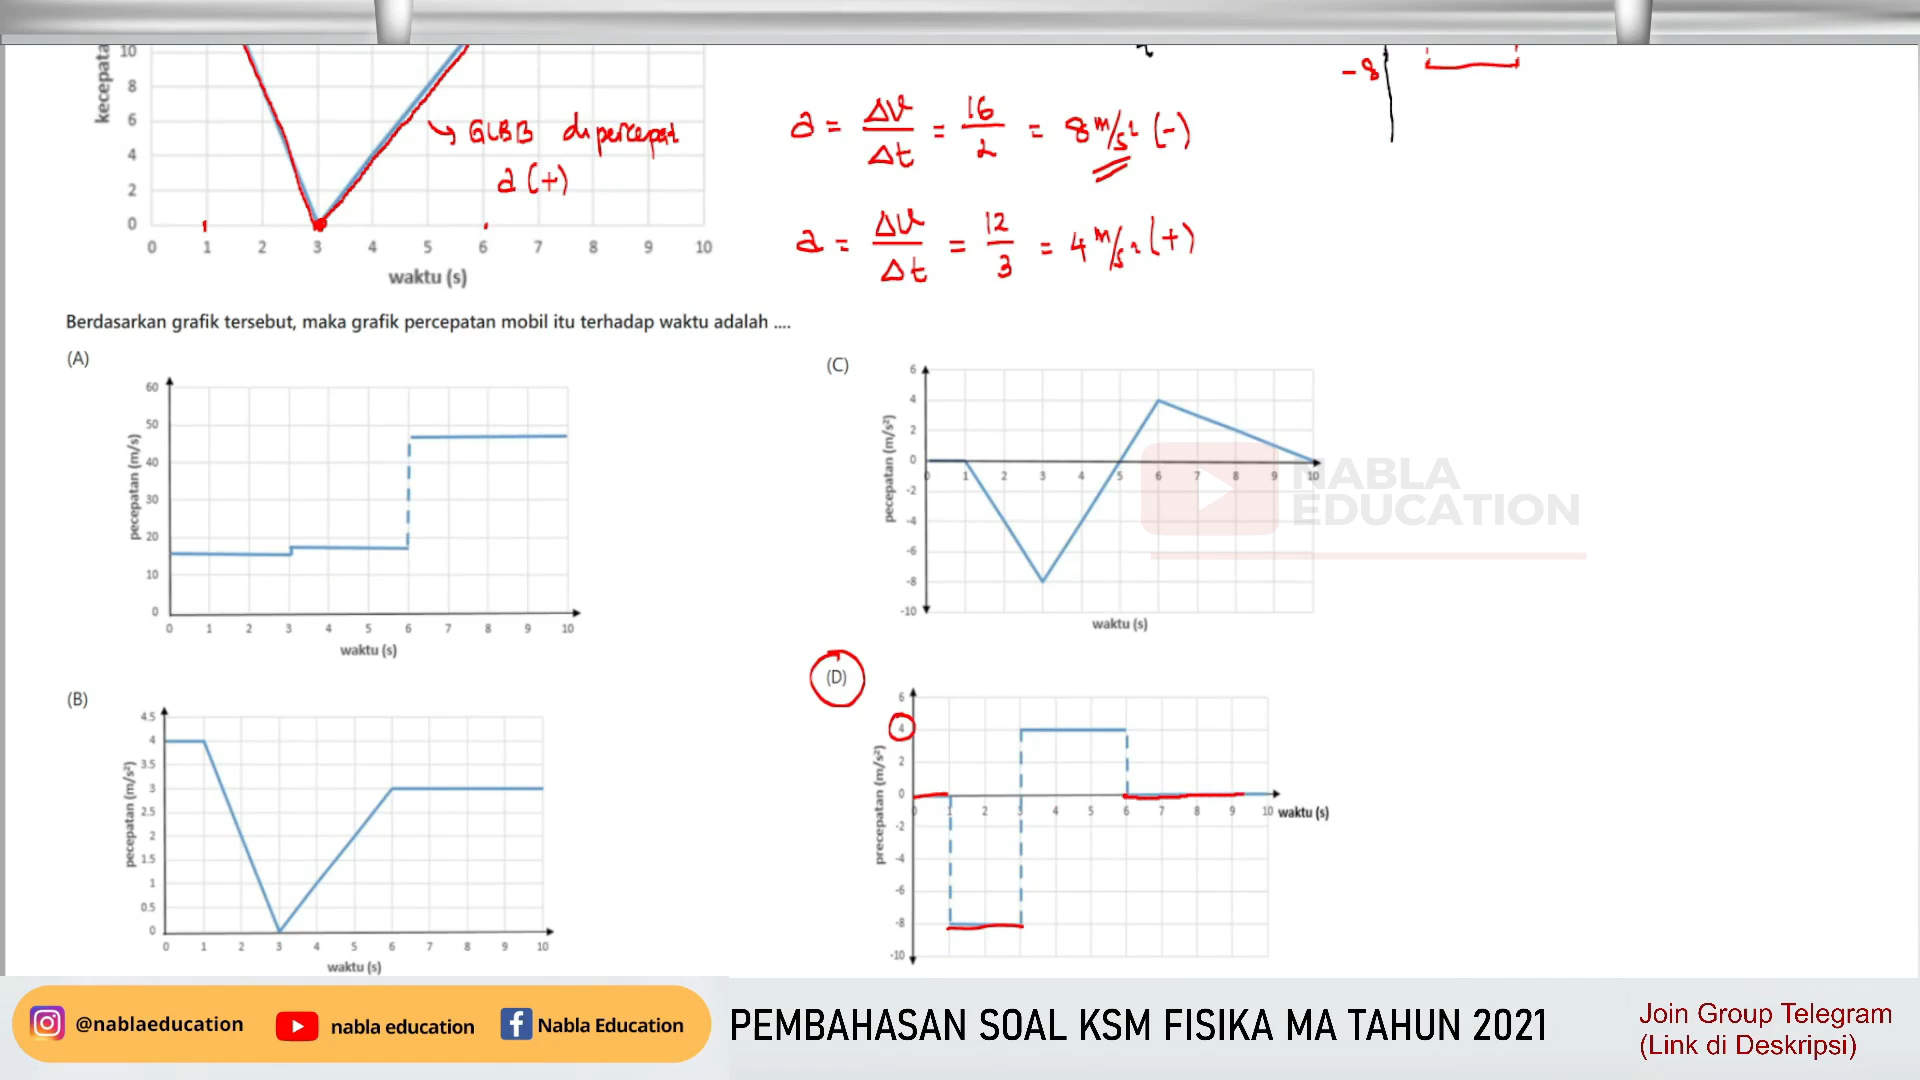 kecepata
10
8
6
4
2
0
0 1 2 3 4 5 6 7 8 9 10
waktu (s)
GLBB dipercepat
a (+)
a = ΔV/Δt = 16/2 = 8 m/s² (-)
a = ΔV/Δt = 12/3 = 4 m/s² (+)
-8
Berdasarkan grafik tersebut, maka grafik percepatan mobil itu terhadap waktu adalah ....
(A)
pecepatan (m/s)
60
50
40
30
20
10
0
0 1 2 3 4 5 6 7 8 9 10
waktu (s)
(B)
pecepatan (m/s²)
4.5
4
3.5
3
2.5
2
1.5
1
0.5
0
0 1 2 3 4 5 6 7 8 9 10
waktu (s)
(C)
pecepatan (m/s²)
6
4
2
0
-2
-4
-6
-8
-10
0 1 2 3 4 5 6 7 8 9 10
waktu (s)
NABLA
EDUCATION
(D)
precepatan (m/s²)
6
4
2
0
-2
-4
-6
-8
-10
0 1 2 3 4 5 6 7 8 9 10
waktu (s)
@nablaeducation
nabla education
Nabla Education
PEMBAHASAN SOAL KSM FISIKA MA TAHUN 2021
Join Group Telegram
(Link di Deskripsi)